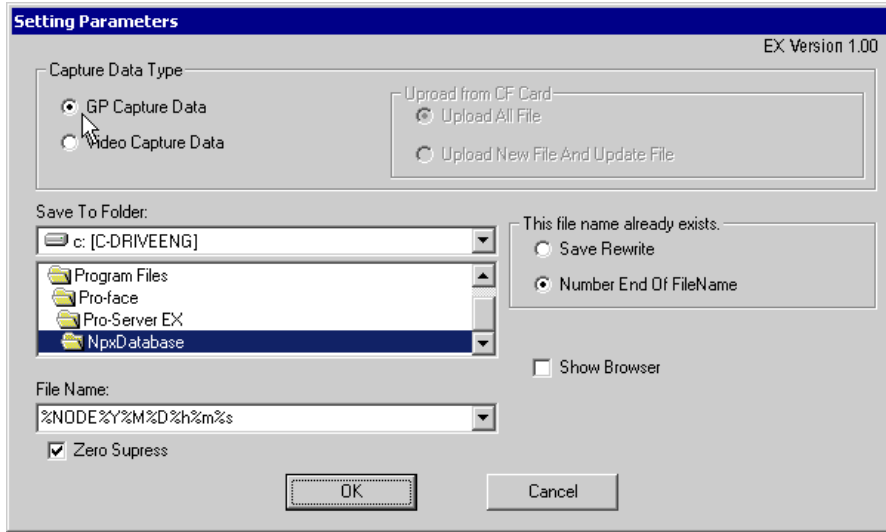 Setting Parameters
EX Version 1.00
Capture Data Type
GP Capture Data
Video Capture Data
Upload from CF Card
Upload All File
Upload New File And Update File
Save To Folder:
c: [C-DRIVEENG]
Program Files
Pro-face
Pro-Server EX
NpxDatabase
This file name already exists.
Save Rewrite
Number End Of FileName
Show Browser
File Name:
%NODE%Y%M%D%h%m%s
Zero Supress
OK
Cancel